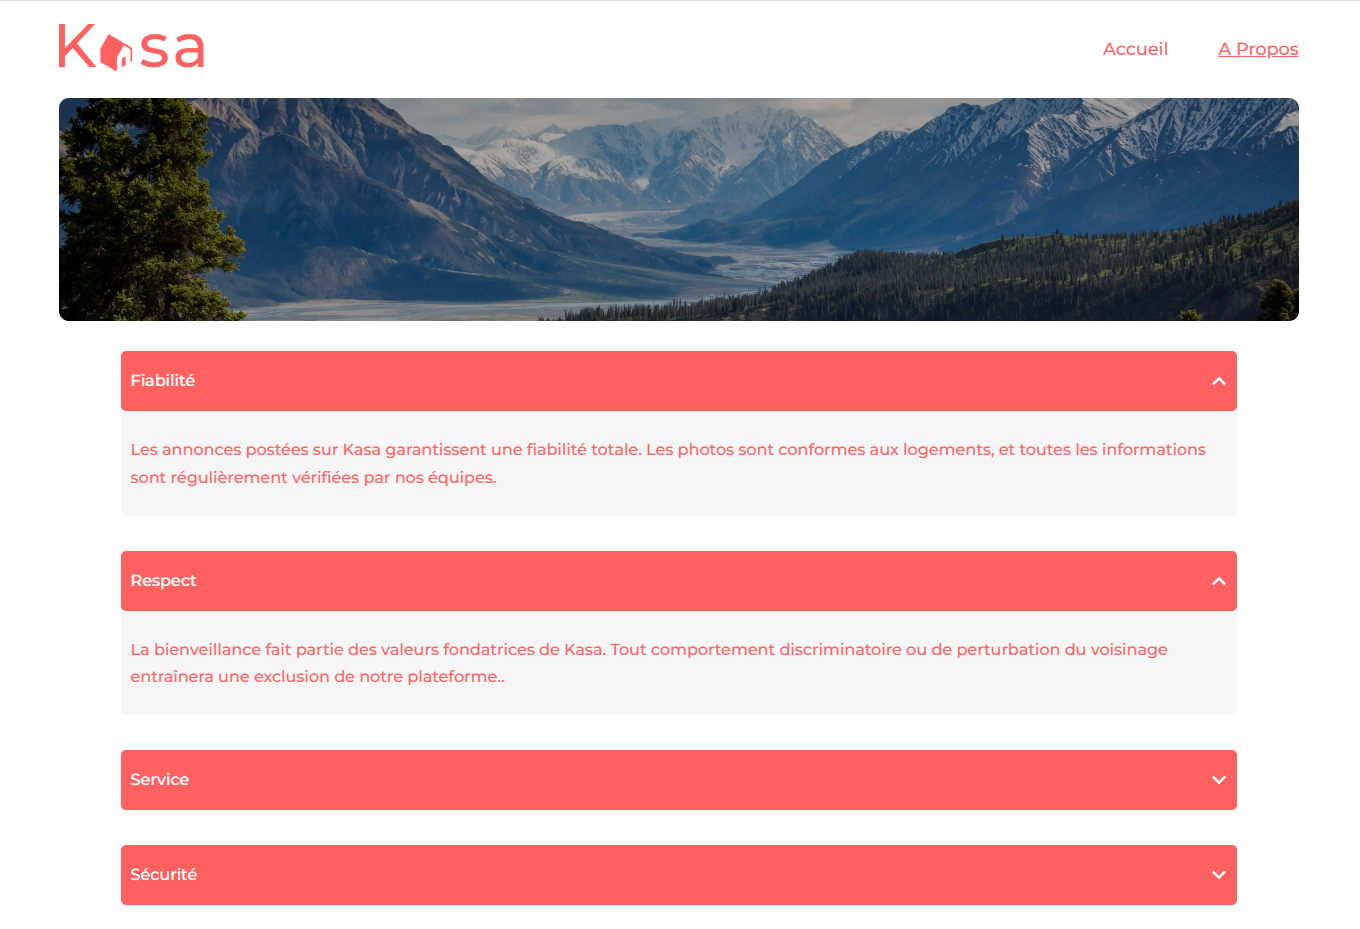 Kasa
Accueil
A Propos
Fiabilité
Les annonces postées sur Kasa garantissent une fiabilité totale. Les photos sont conformes aux logements, et toutes les informations
sont régulièrement vérifiées par nos équipes.
Respect
La bienveillance fait partie des valeurs fondatrices de Kasa. Tout comportement discriminatoire ou de perturbation du voisinage
entraînera une exclusion de notre plateforme..
Service
Sécurité